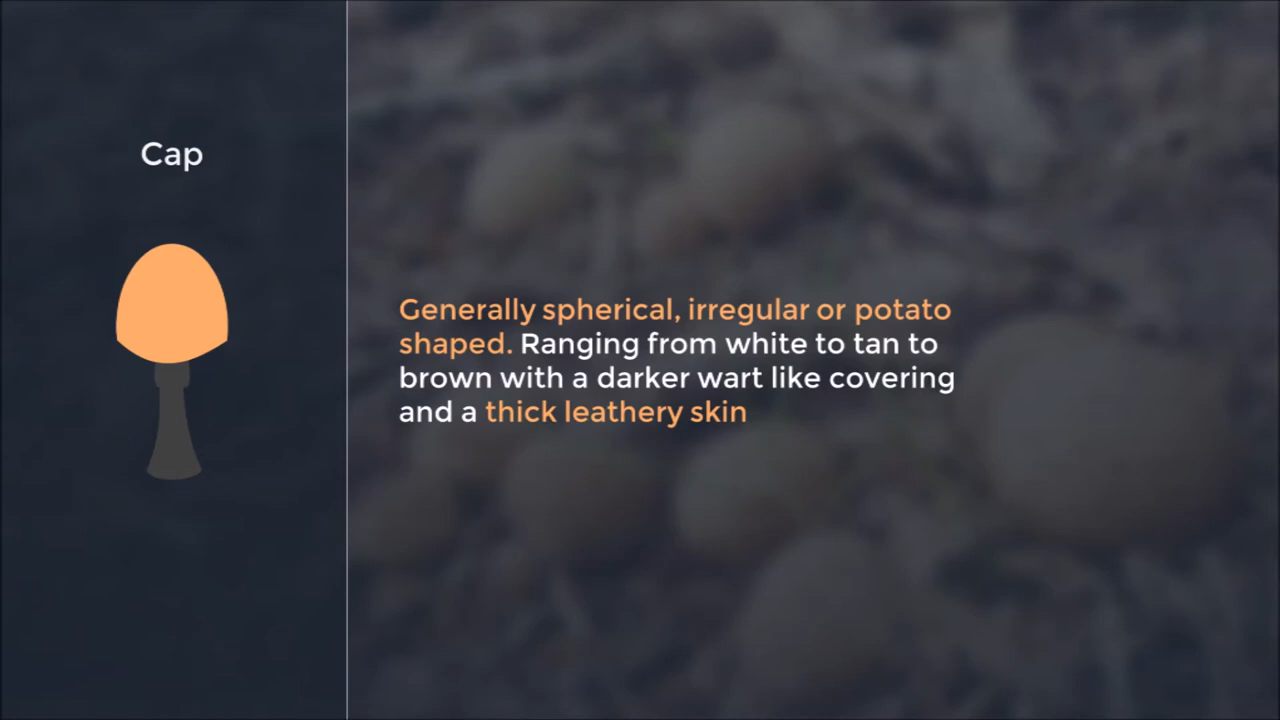 Cap
Generally spherical, irregular or potato
shaped. Ranging from white to tan to
brown with a darker wart like covering
and a thick leathery skin